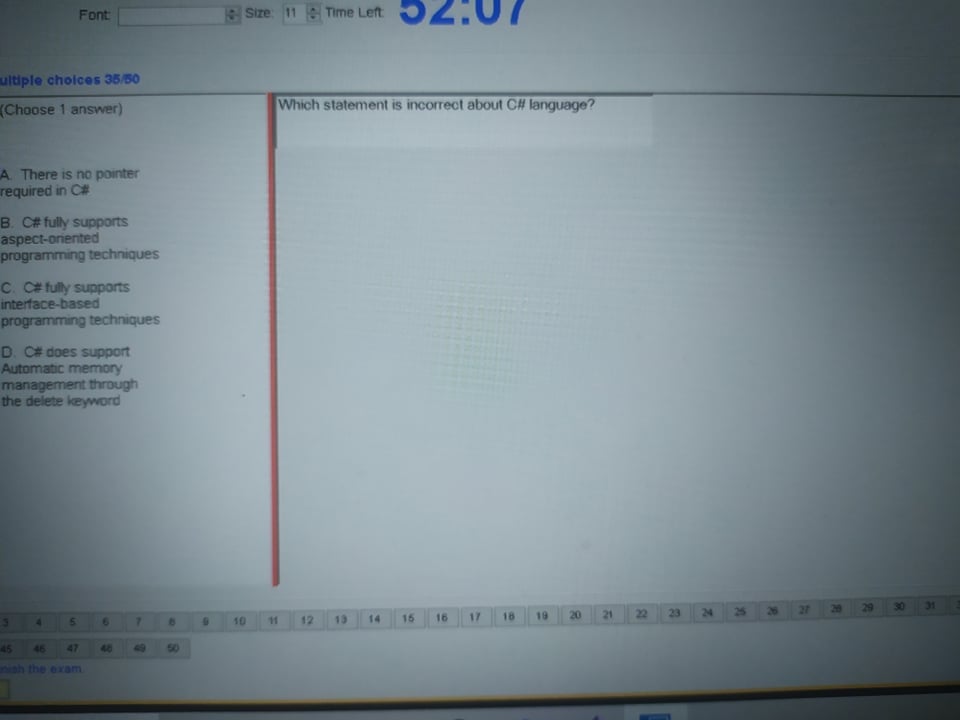 Font: Size: 11 Time Left: 52:07
ultiple choices 35/50
(Choose 1 answer)
Which statement is incorrect about C# language?
A. There is no pointer
required in C#
B. C# fully supports
aspect-oriented
programming techniques
C. C# fully supports
interface-based
programming techniques
D. C# does support
Automatic memory
management through
the delete keyword
3 4 5 6 7 8 9 10 11 12 13 14 15 16 17 18 19 20 21 22 23 24 25 26 27 28 29 30 31
45 46 47 48 49 50
nish the exam.